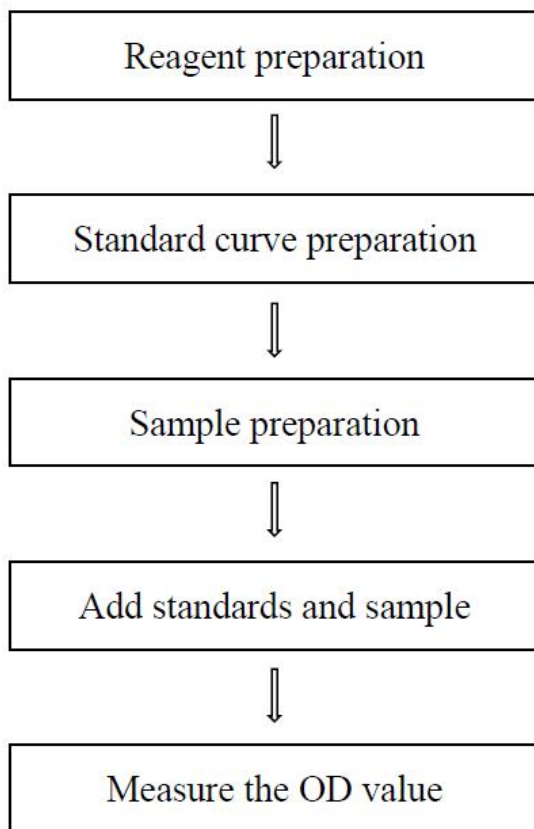 Reagent preparation
Standard curve preparation
Sample preparation
Add standards and sample
Measure the OD value